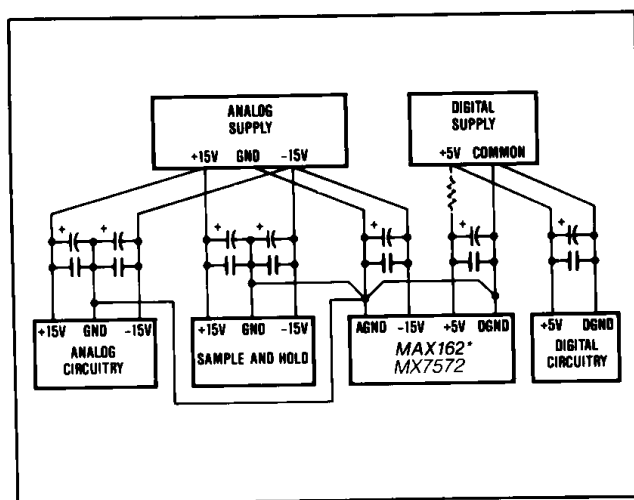 ANALOG
SUPPLY
+15V GND -15V
DIGITAL
SUPPLY
+5V COMMON
+ + + + + + +
+15V GND -15V
ANALOG
CIRCUITRY
+15V GND -15V
SAMPLE AND HOLD
AGND -15V +5V DGND
MAX162*
MX7572
+5V DGND
DIGITAL
CIRCUITRY